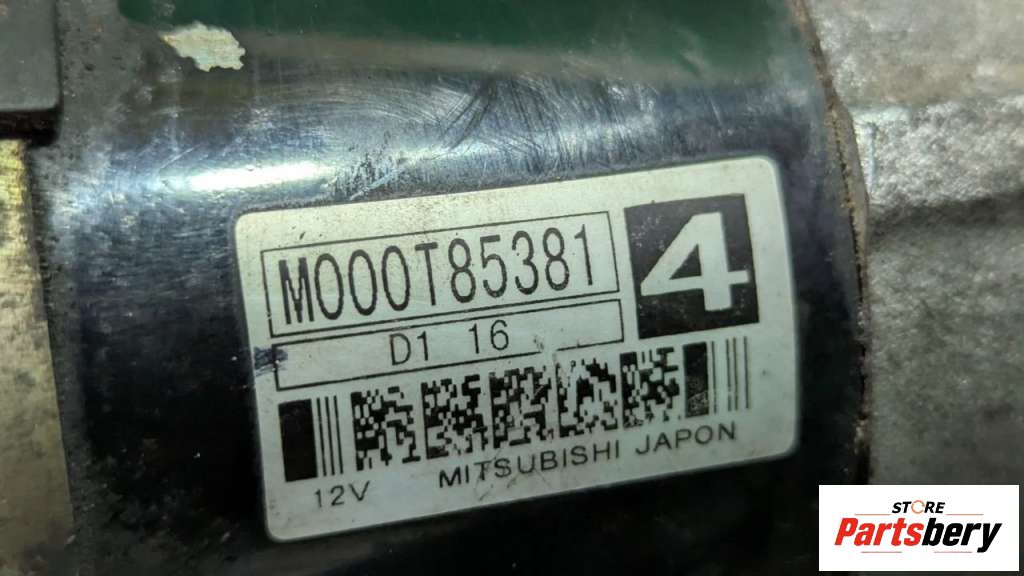 M000T85381
4
D1 16
12V MITSUBISHI JAPON
STORE
Partsbery